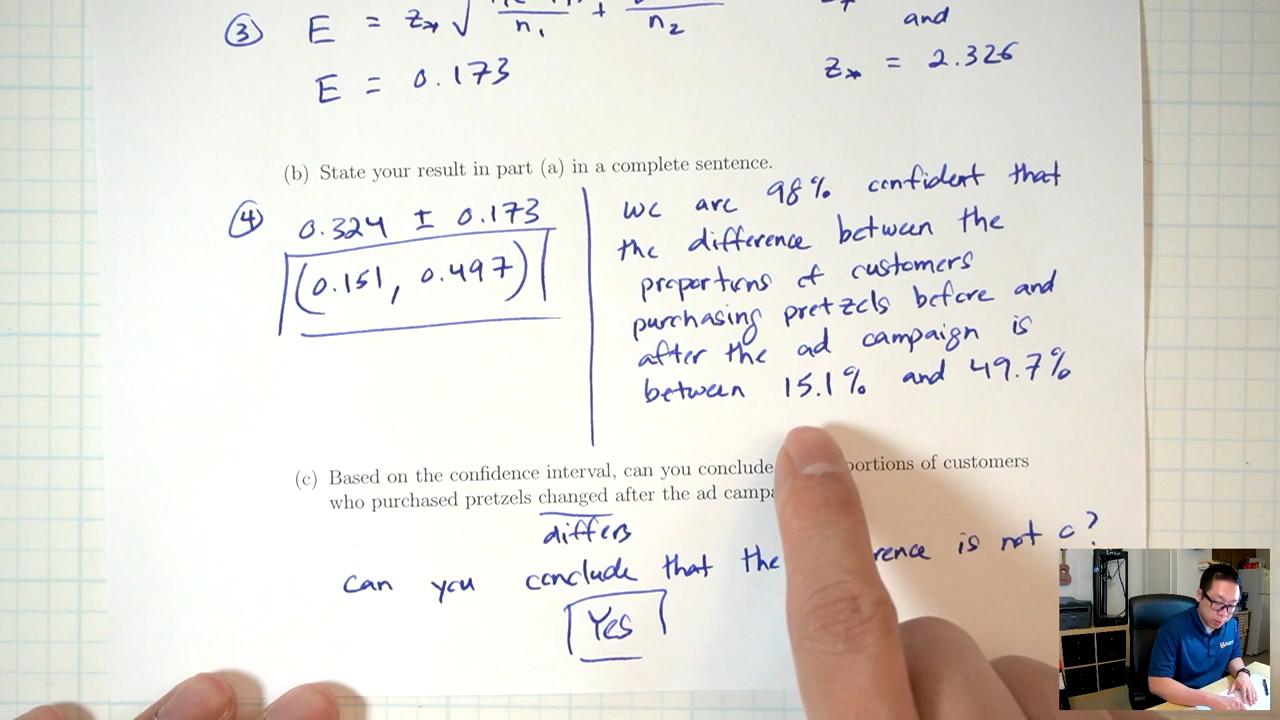 ③ E = z* √ n₁ + n₂
and
E = 0.173
z* = 2.326
(b) State your result in part (a) in a complete sentence.
④ 0.324 ± 0.173
(0.151, 0.497)
we are 98% confident that
the difference between the
proportions of customers
purchasing pretzels before and
after the ad campaign is
between 15.1% and 49.7%
(c) Based on the confidence interval, can you conclude of customers
who purchased pretzels changed after the ad
differs
can you conclude that the is not 0?
Yes